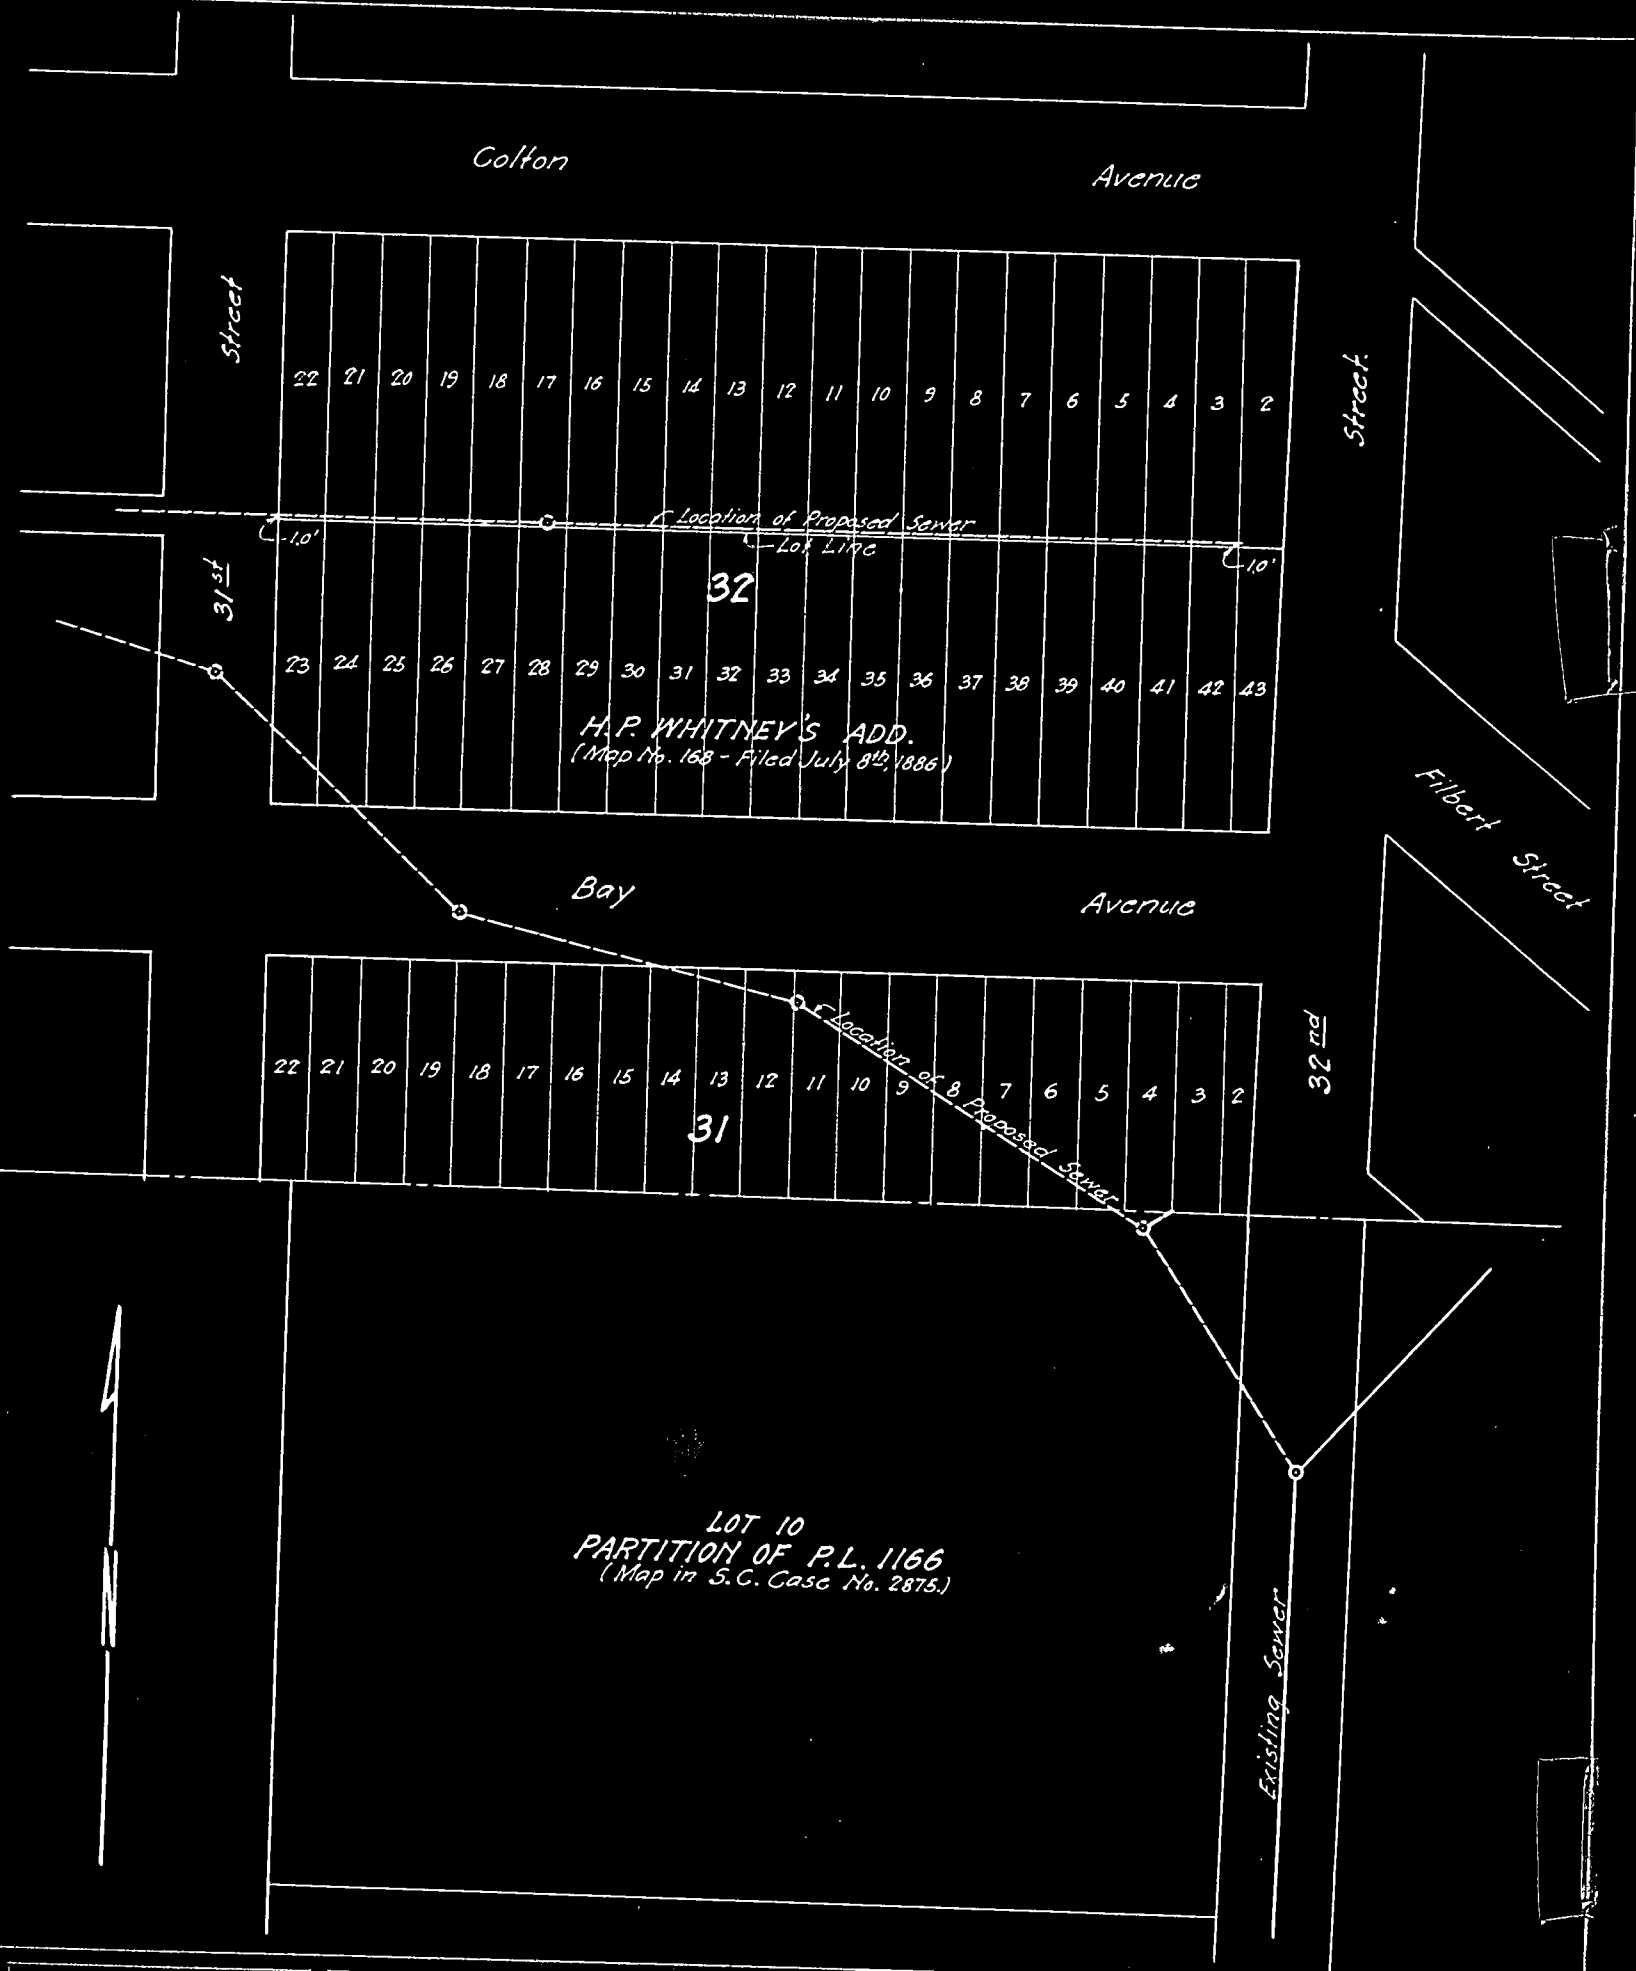 Colton Avenue
Street
Street.
22 21 20 19 18 17 16 15 14 13 12 11 10 9 8 7 6 5 4 3 2
Location of Proposed Sewer
1.0'
Lot Line
1.0'
31st
32
23 24 25 26 27 28 29 30 31 32 33 34 35 36 37 38 39 40 41 42 43
H.P. WHITNEY'S ADD.
(Map No. 168 - Filed July 8th, 1886)
Filbert Street
Bay Avenue
32nd
Location of Proposed Sewer
22 21 20 19 18 17 16 15 14 13 12 11 10 9 8 7 6 5 4 3 2
31
N
LOT 10
PARTITION OF P.L. 1166
(Map in S.C. Case No. 2875.)
Existing Sewer